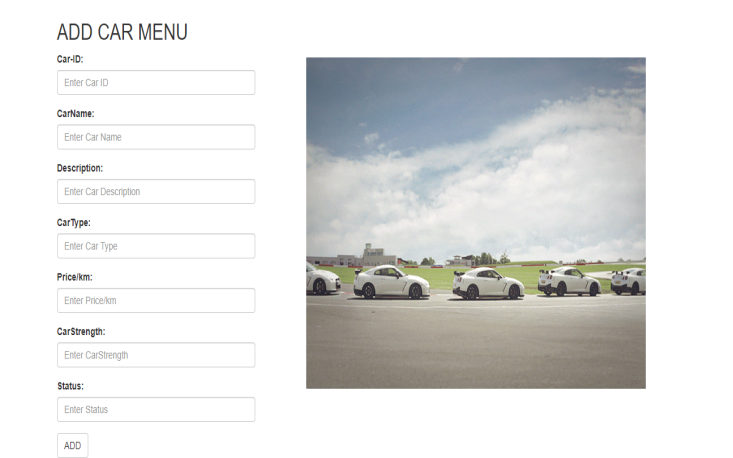 ADD CAR MENU
Car-ID:
Enter Car ID
CarName:
Enter Car Name
Description:
Enter Car Description
CarType:
Enter Car Type
Price/km:
Enter Price/km
CarStrength:
Enter CarStrength
Status:
Enter Status
ADD